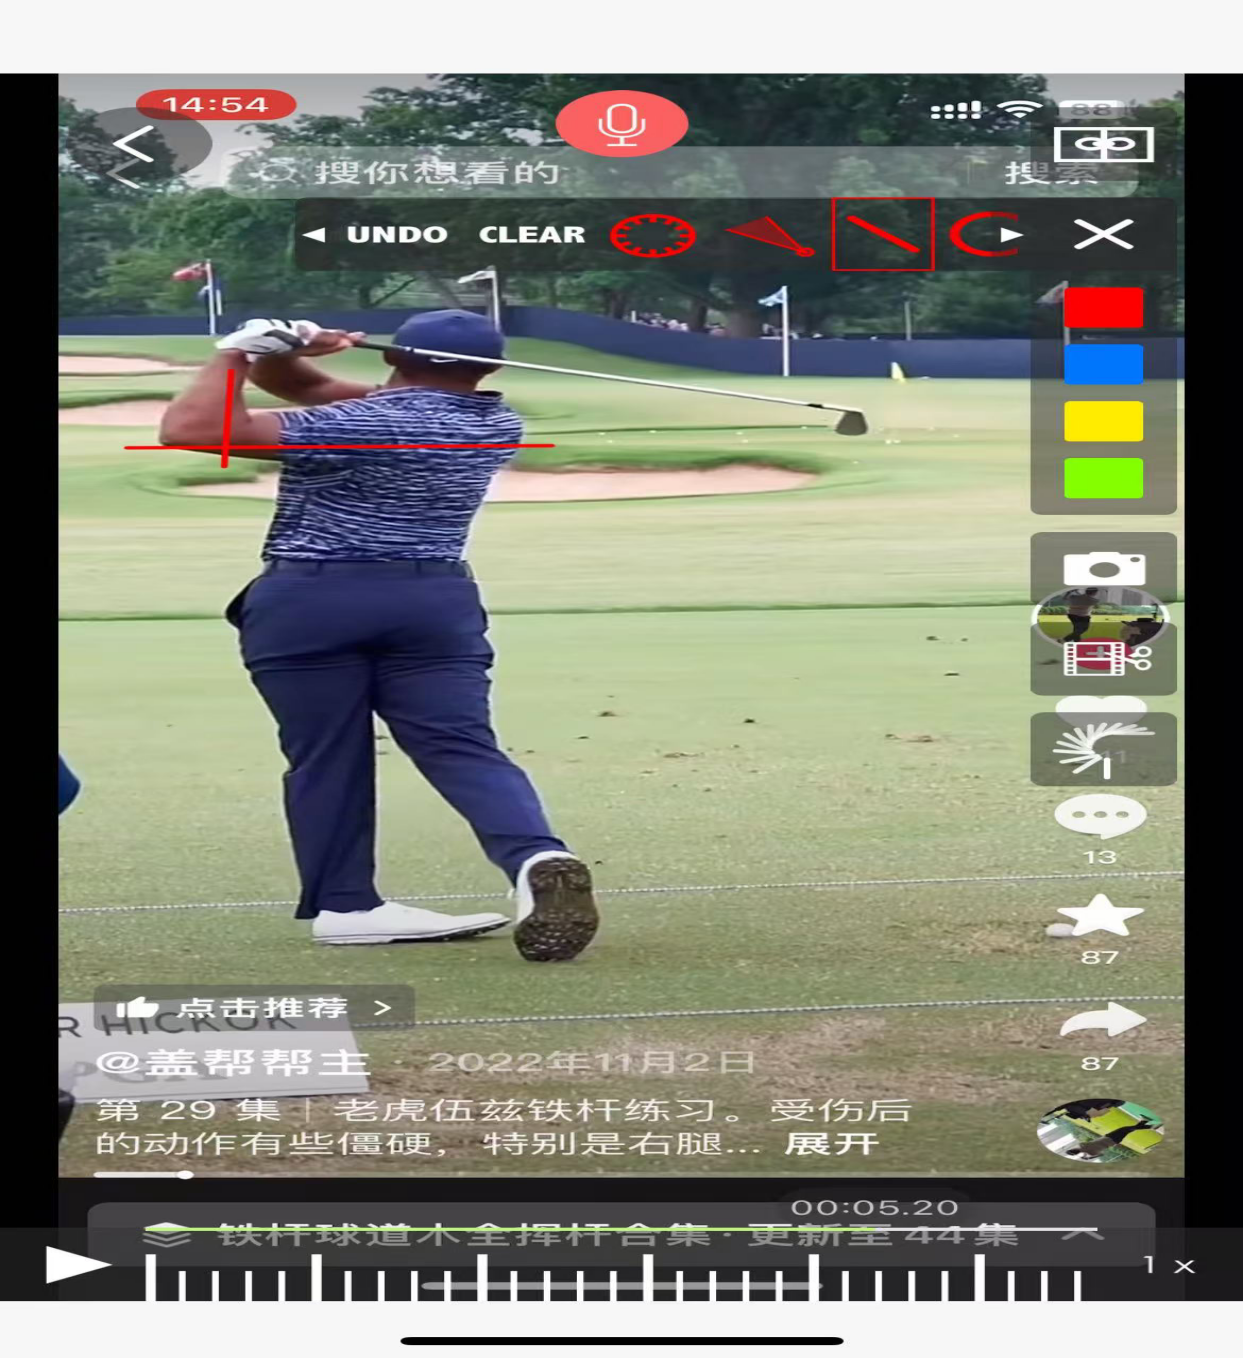 14:54
88
搜你想看的
搜索
UNDO CLEAR
11
13
87
点击推荐 >
R HICKOK
PGA
@盖帮帮主 · 2022年11月2日
87
第 29 集 | 老虎伍兹铁杆练习。受伤后
的动作有些僵硬，特别是右腿... 展开
00:05.20
铁杆球道木全挥杆合集 · 更新至44集
1 x